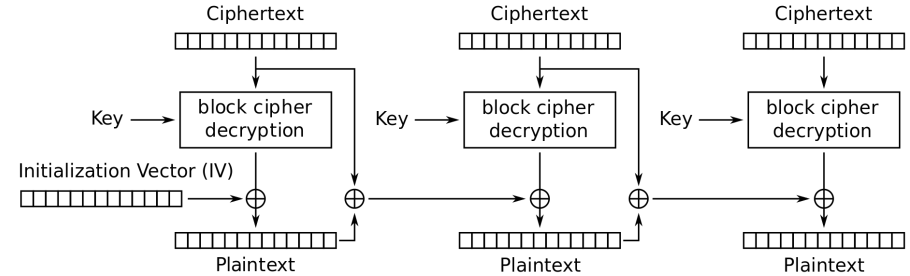 Ciphertext
Ciphertext
Ciphertext
Key
block cipher
decryption
Key
block cipher
decryption
Key
block cipher
decryption
Initialization Vector (IV)
Plaintext
Plaintext
Plaintext